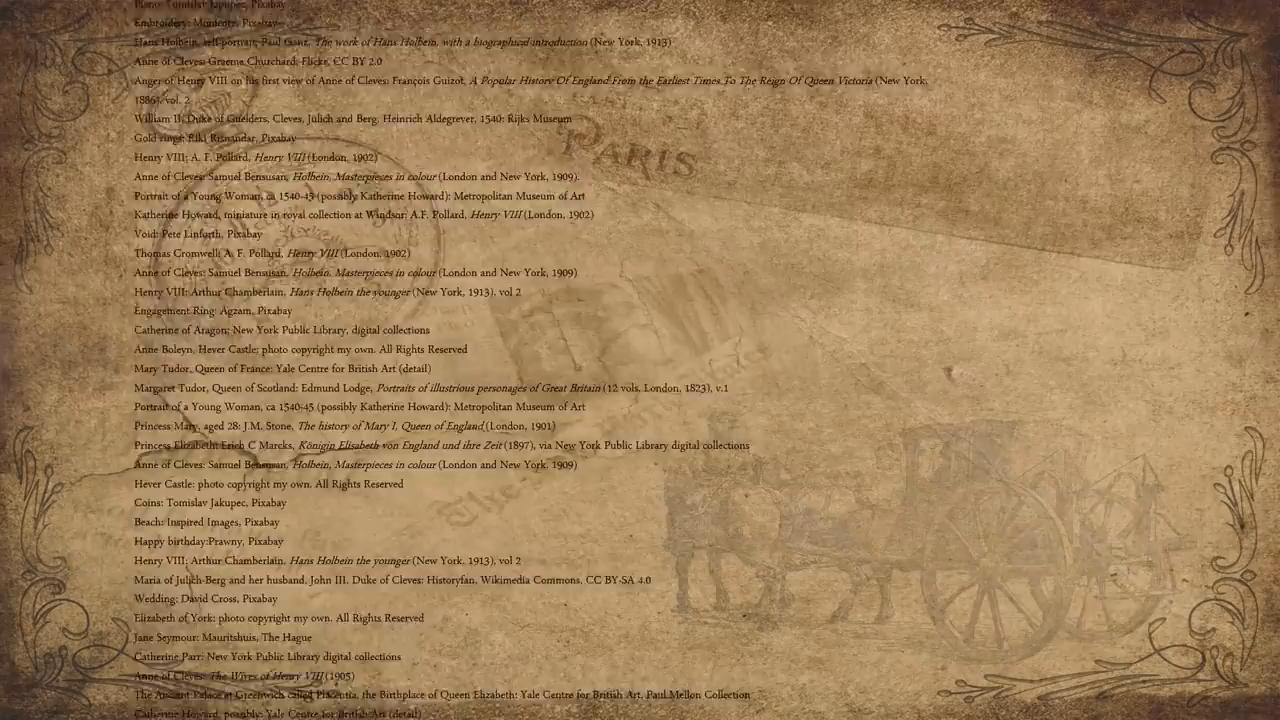 Piano: Tomislav Jakupec, Pixabay
Embroidery: Momentc, Pixabay
Hans Holbein, self-portrait, Paul Ganz, The work of Hans Holbein, with a biographical introduction (New York, 1913)
Anne of Cleves: Graeme Churchard, Flickr, CC BY 2.0
Anger of Henry VIII on his first view of Anne of Cleves: François Guizot, A Popular History Of England From the Earliest Times To The Reign Of Queen Victoria (New York,
1886), vol. 2
William II, Duke of Guelders, Cleves, Julich and Berg, Heinrich Aldegrever, 1540: Rijks Museum
PARIS
Gold rings: Riki Risnandar, Pixabay
Henry VIII: A. F. Pollard, Henry VIII (London, 1902)
Anne of Cleves: Samuel Bensusan, Holbein, Masterpieces in colour (London and New York, 1909).
Portrait of a Young Woman, ca 1540-45 (possibly Katherine Howard): Metropolitan Museum of Art
Katherine Howard, miniature in royal collection at Windsor: A.F. Pollard, Henry VIII (London, 1902)
Void: Pete Linforth, Pixabay
Thomas Cromwell: A. F. Pollard, Henry VIII (London, 1902)
Anne of Cleves: Samuel Bensusan, Holbein, Masterpieces in colour (London and New York, 1909)
Henry VIII: Arthur Chamberlain, Hans Holbein the younger (New York, 1913), vol 2
Engagement Ring: Agzam, Pixabay
Catherine of Aragon: New York Public Library, digital collections
Anne Boleyn, Hever Castle: photo copyright my own. All Rights Reserved
Mary Tudor, Queen of France: Yale Centre for British Art (detail)
Margaret Tudor, Queen of Scotland: Edmund Lodge, Portraits of illustrious personages of Great Britain (12 vols, London, 1823), v.1
Portrait of a Young Woman, ca 1540-45 (possibly Katherine Howard): Metropolitan Museum of Art
Princess Mary, aged 28: J.M. Stone, The history of Mary I, Queen of England (London, 1901)
Princess Elizabeth: Erich C Marcks, Königin Elisabeth von England und ihre Zeit (1897), via New York Public Library digital collections
Anne of Cleves: Samuel Bensusan, Holbein, Masterpieces in colour (London and New York, 1909)
Hever Castle: photo copyright my own. All Rights Reserved
Coins: Tomislav Jakupec, Pixabay
Beach: Inspired Images, Pixabay
Happy birthday:Prawny, Pixabay
Henry VIII: Arthur Chamberlain, Hans Holbein the younger (New York, 1913), vol 2
Maria of Julich-Berg and her husband, John III, Duke of Cleves: Historyfan, Wikimedia Commons, CC BY-SA 4.0
Wedding: David Cross, Pixabay
Elizabeth of York: photo copyright my own. All Rights Reserved
Jane Seymour: Mauritshuis, The Hague
Catherine Parr: New York Public Library digital collections
Anne of Cleves: The Wives of Henry VIII (1905)
The Ancient Palace at Greenwich called Placentia, the Birthplace of Queen Elizabeth: Yale Centre for British Art, Paul Mellon Collection
Catherine Howard, possibly: Yale Centre for British Art (detail)